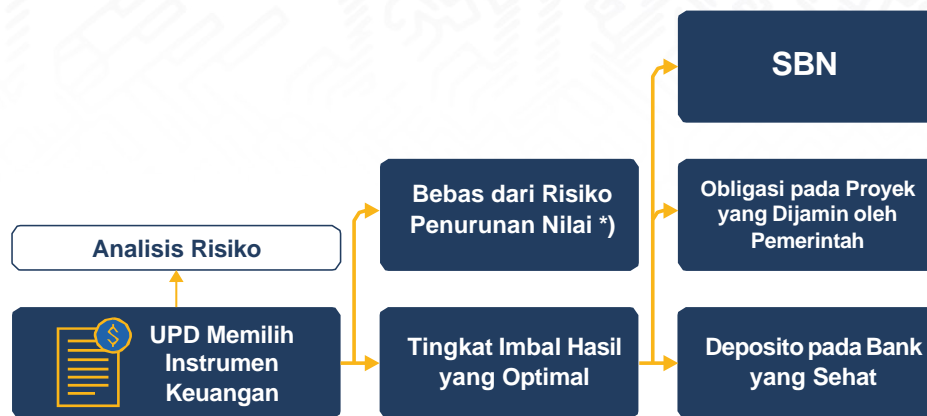 Analisis Risiko
$
UPD Memilih
Instrumen
Keuangan
Bebas dari Risiko
Penurunan Nilai *)
Tingkat Imbal Hasil
yang Optimal
SBN
Obligasi pada Proyek
yang Dijamin oleh
Pemerintah
Deposito pada Bank
yang Sehat